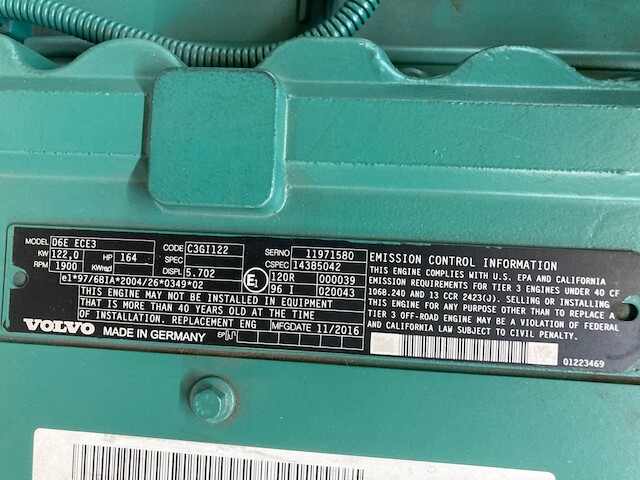 MODEL D6E ECE3 CODE C3GI122 SERNO 11971580
KW 122,0 HP 164 SPEC CSPEC 14385042
RPM 1900 KW red DISPL 5.702 E1 120R 000039
e1*97/68IA*2004/26*0349*02 96 I 020043
THIS ENGINE MAY NOT BE INSTALLED IN EQUIPMENT
THAT IS MORE THAN 40 YEARS OLD AT THE TIME
OF INSTALLATION. REPLACEMENT ENG MFGDATE 11/2016
VOLVO MADE IN GERMANY
EMISSION CONTROL INFORMATION
THIS ENGINE COMPLIES WITH U.S. EPA AND CALIFORNIA
EMISSION REQUIREMENTS FOR TIER 3 ENGINES UNDER 40 CF
1068.240 AND 13 CCR 2423(J). SELLING OR INSTALLING
THIS ENGINE FOR ANY PURPOSE OTHER THAN TO REPLACE A
TIER 3 OFF-ROAD ENGINE MAY BE A VIOLATION OF FEDERAL
AND CALIFORNIA LAW SUBJECT TO CIVIL PENALTY.
01223469